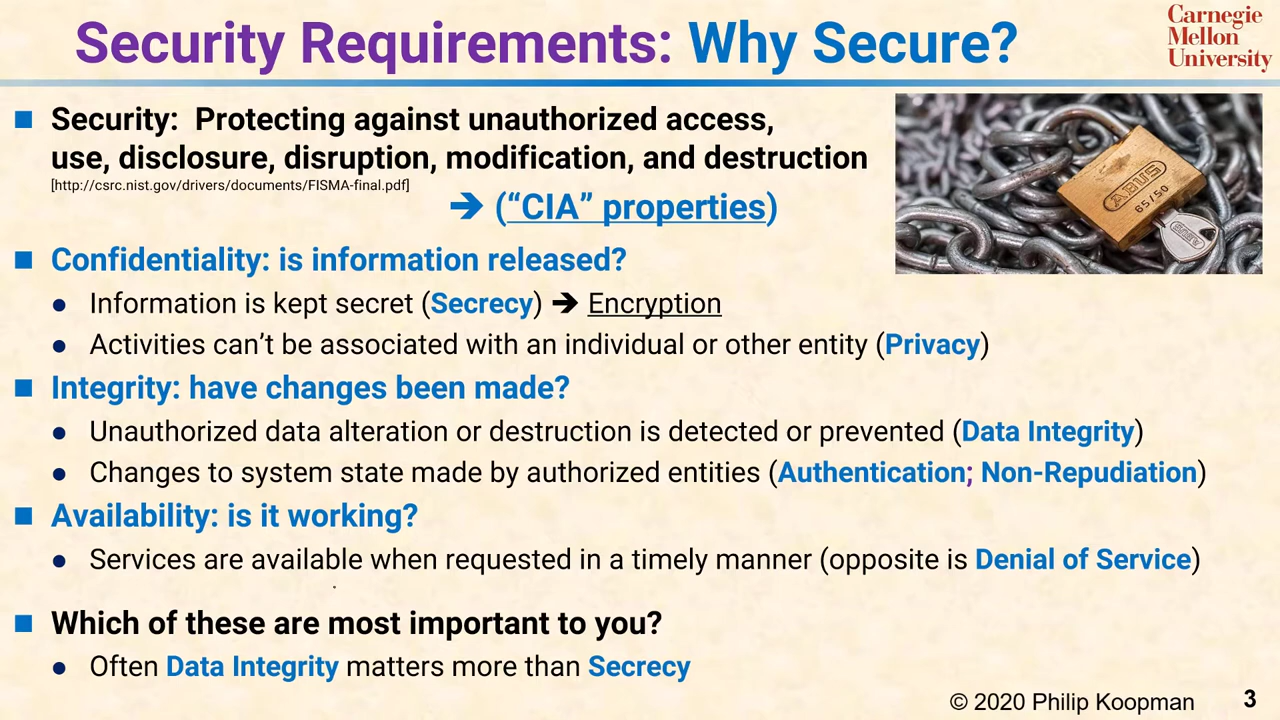 Security Requirements: Why Secure?
Carnegie
Mellon
University
■ Security: Protecting against unauthorized access,
use, disclosure, disruption, modification, and destruction
[http://csrc.nist.gov/drivers/documents/FISMA-final.pdf]
➔ (“CIA” properties)
ABUS
65/50
ABUS
■ Confidentiality: is information released?
● Information is kept secret (Secrecy) ➔ Encryption
● Activities can’t be associated with an individual or other entity (Privacy)
■ Integrity: have changes been made?
● Unauthorized data alteration or destruction is detected or prevented (Data Integrity)
● Changes to system state made by authorized entities (Authentication; Non-Repudiation)
■ Availability: is it working?
● Services are available when requested in a timely manner (opposite is Denial of Service)
■ Which of these are most important to you?
● Often Data Integrity matters more than Secrecy
© 2020 Philip Koopman 3